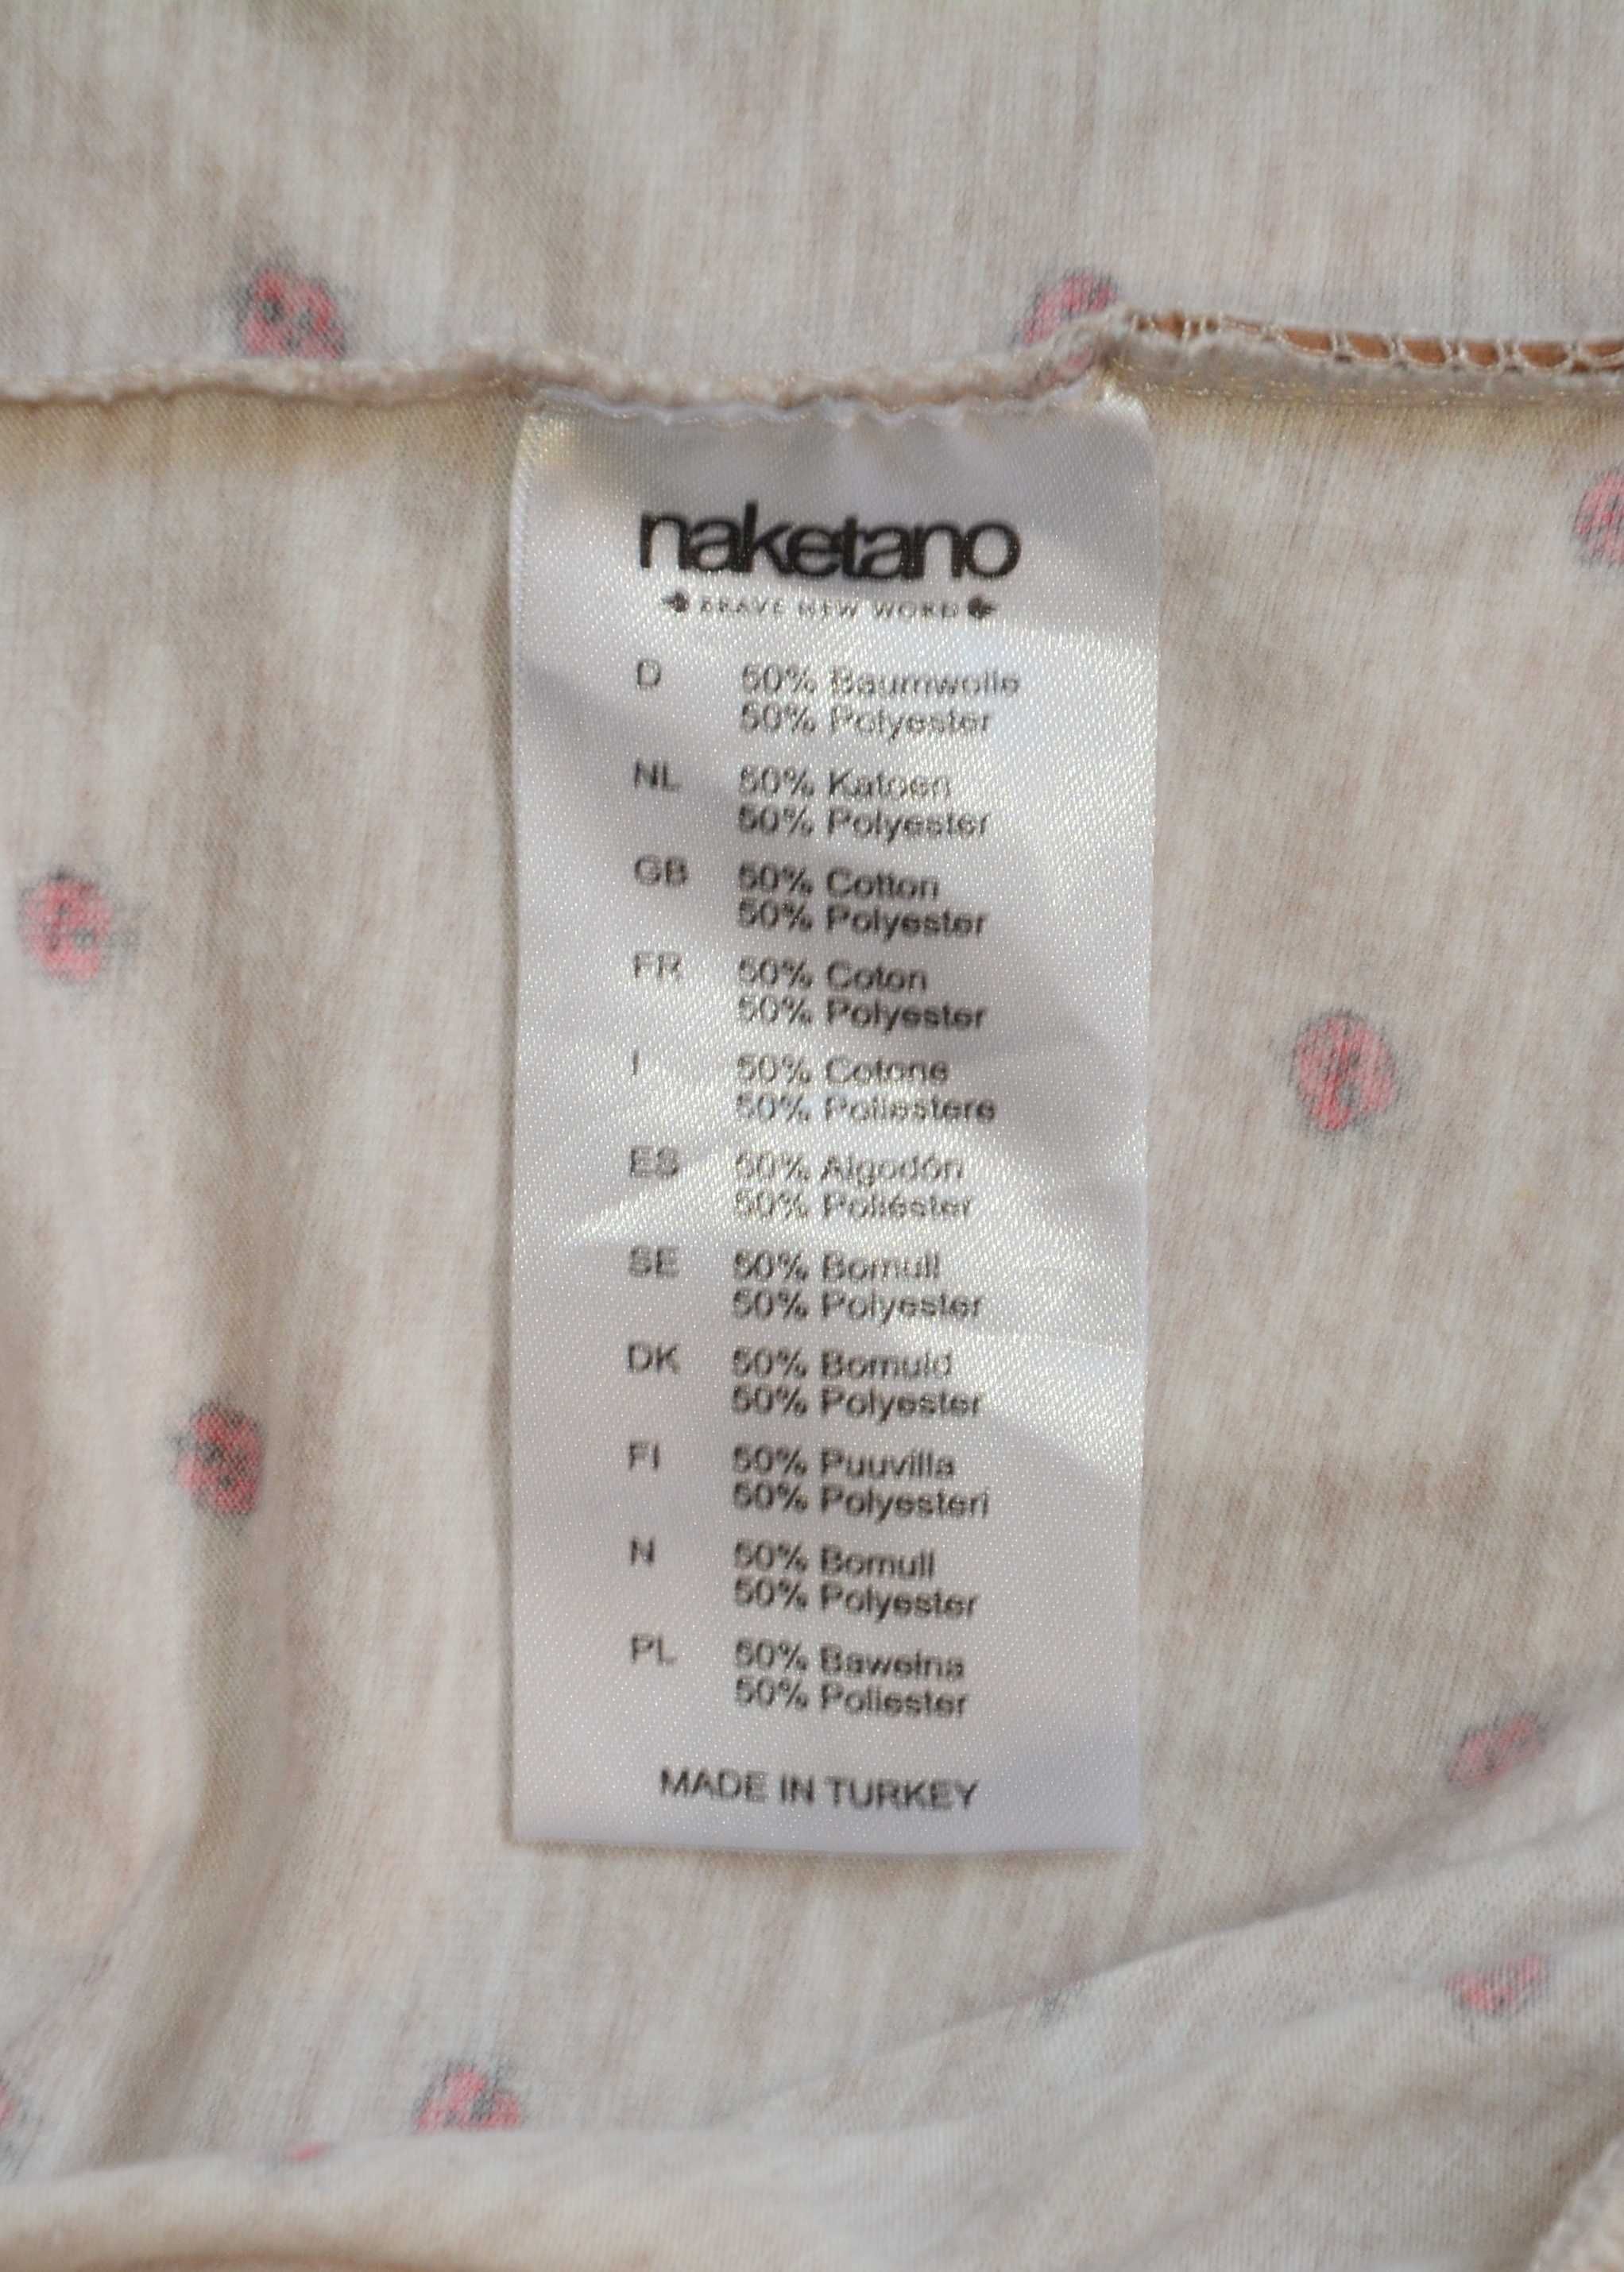 naketano
BRAVE NEW WORD
D 50% Baumwolle
50% Polyester
NL 50% Katoen
50% Polyester
GB 50% Cotton
50% Polyester
FR 50% Coton
50% Polyester
I 50% Cotone
50% Poliestere
ES 50% Algodón
50% Poliéster
SE 50% Bomull
50% Polyester
DK 50% Bomuld
50% Polyester
FI 50% Puuvilla
50% Polyesteri
N 50% Bomull
50% Polyester
PL 50% Bawelna
50% Poliester
MADE IN TURKEY